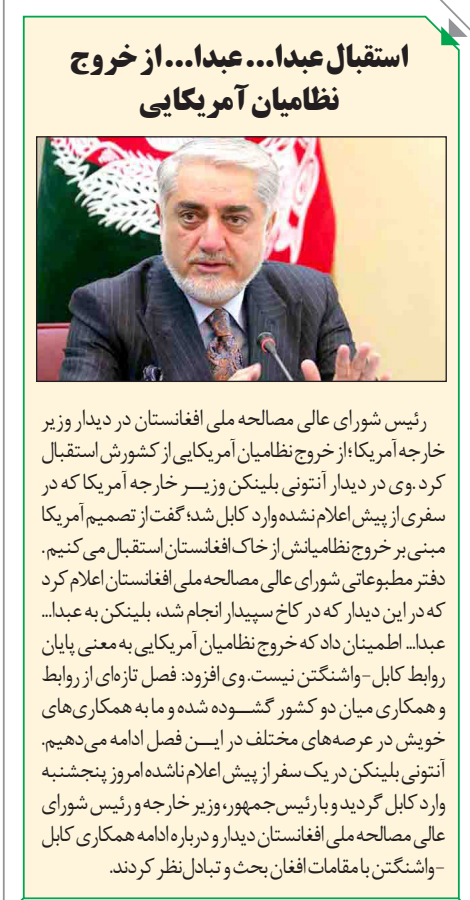 استقبال عبدا... عبدا... از خروج
نظامیان آمریکایی
رئیس شورای عالی مصالحه ملی افغانستان در دیدار وزیر
خارجه آمریکا؛ از خروج نظامیان آمریکایی از کشورش استقبال
کرد .وی در دیدار آنتونی بلینکن وزیر خارجه آمریکا که در
سفری از پیش اعلام نشده وارد کابل شد؛ گفت از تصمیم آمریکا
مبنی بر خروج نظامیانش از خاک افغانستان استقبال می کنیم.
دفتر مطبوعاتی شورای عالی مصالحه ملی افغانستان اعلام کرد
که در این دیدار که در کاخ سپیدار انجام شد، بلینکن به عبدا...
عبدا... اطمینان داد که خروج نظامیان آمریکایی به معنی پایان
روابط کابل-واشنگتن نیست. وی افزود: فصل تازه‌ای از روابط
و همکاری میان دو کشور گشوده شده و ما به همکاری های
خویش در عرصه‌های مختلف در این فصل ادامه می‌دهیم.
آنتونی بلینکن در یک سفر از پیش اعلام ناشده امروز پنجشنبه
وارد کابل گردید و با رئیس‌جمهور، وزیر خارجه و رئیس شورای
عالی مصالحه ملی افغانستان دیدار و درباره ادامه همکاری کابل
-واشنگتن با مقامات افغان بحث و تبادل نظر کردند.